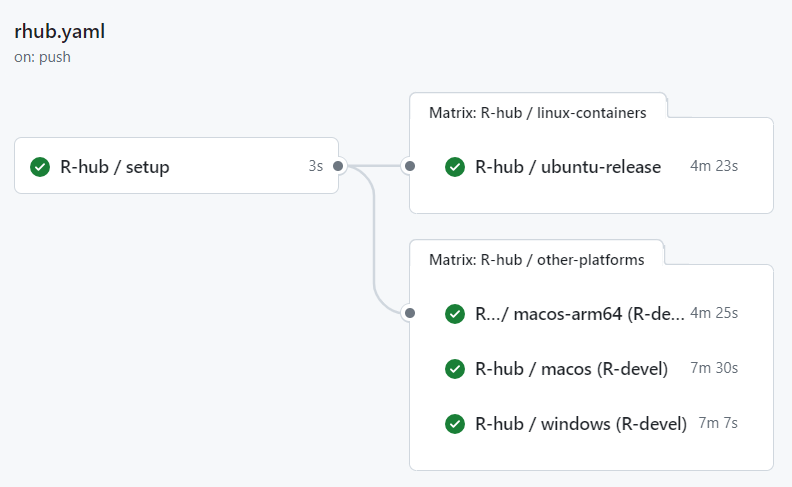 rhub.yaml
on: push
Matrix: R-hub / linux-containers
R-hub / setup 3s
R-hub / ubuntu-release 4m 23s
Matrix: R-hub / other-platforms
R.../ macos-arm64 (R-de... 4m 25s
R-hub / macos (R-devel) 7m 30s
R-hub / windows (R-devel) 7m 7s